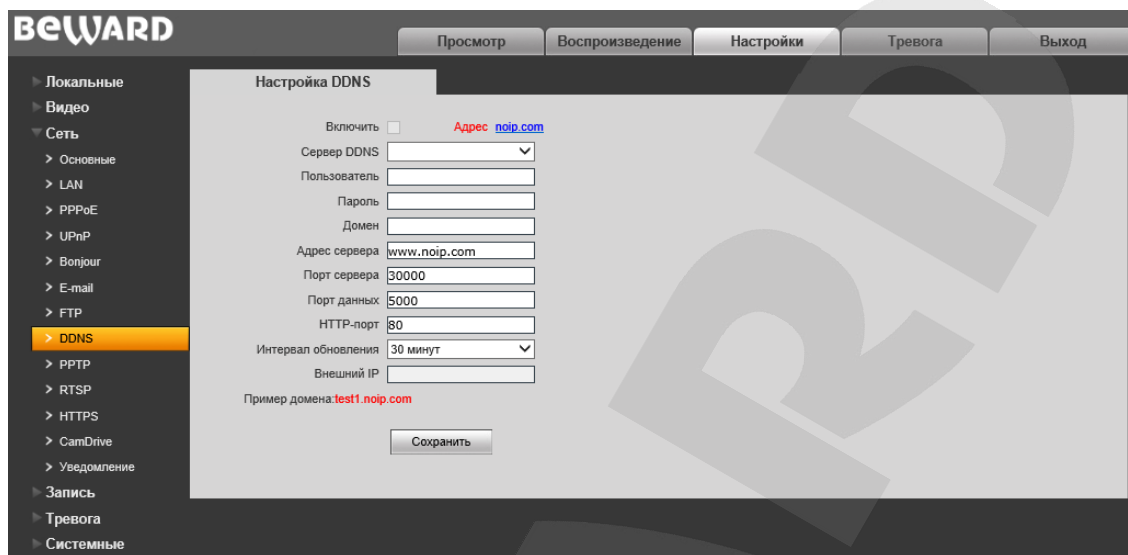 BEWARD
Просмотр
Воспроизведение
Настройки
Тревога
Выход
Локальные
Видео
Сеть
Основные
LAN
PPPoE
UPnP
Bonjour
E-mail
FTP
DDNS
PPTP
RTSP
HTTPS
CamDrive
Уведомление
Запись
Тревога
Системные
Настройка DDNS
Включить Адрес noip.com
Сервер DDNS
Пользователь
Пароль
Домен
Адрес сервера www.noip.com
Порт сервера 30000
Порт данных 5000
HTTP-порт 80
Интервал обновления 30 минут
Внешний IP
Пример домена:test1.noip.com
Сохранить